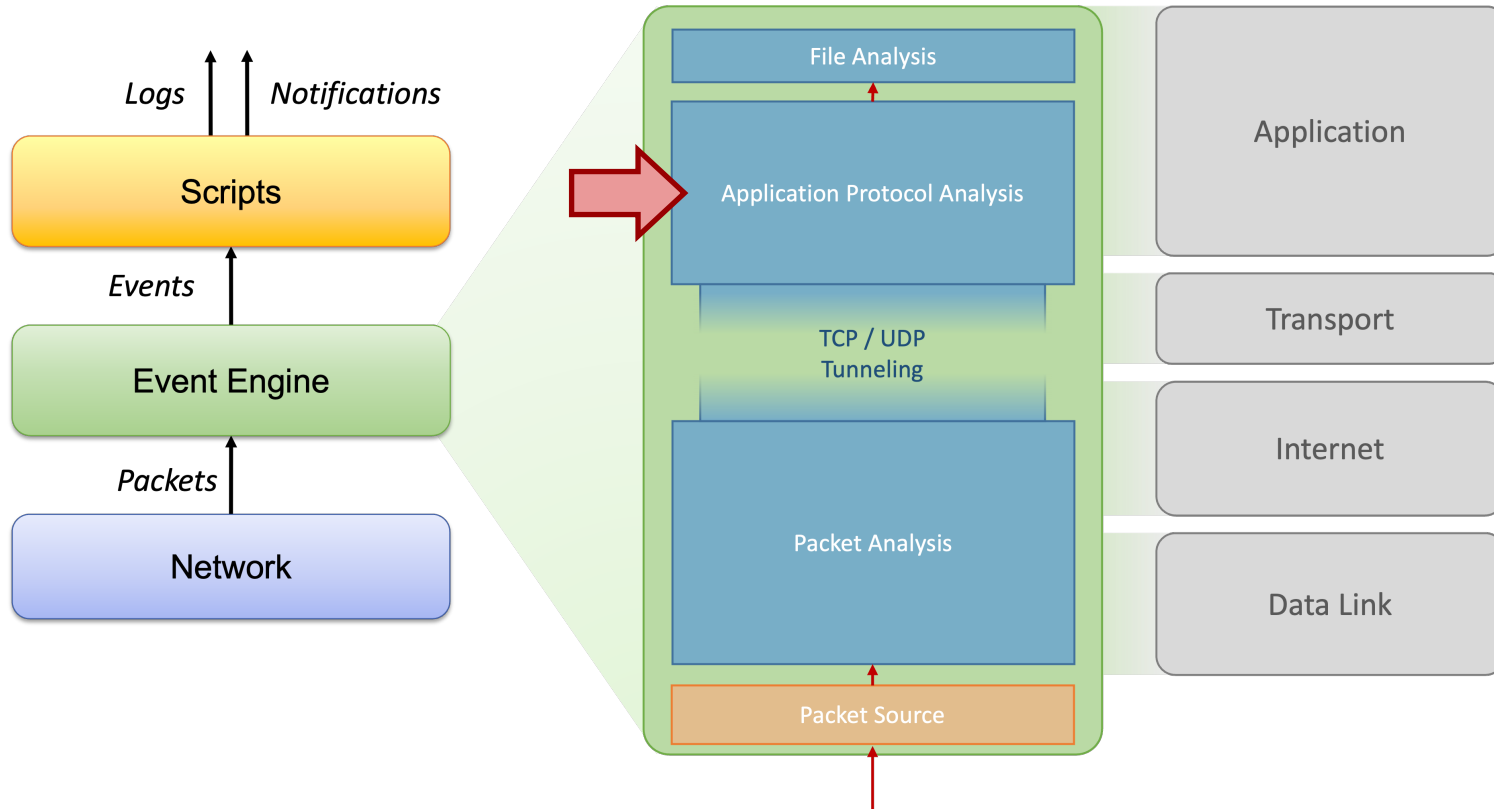 Logs
Notifications
Scripts
Events
Event Engine
Packets
Network
File Analysis
Application Protocol Analysis
TCP / UDP
Tunneling
Packet Analysis
Packet Source
Application
Transport
Internet
Data Link